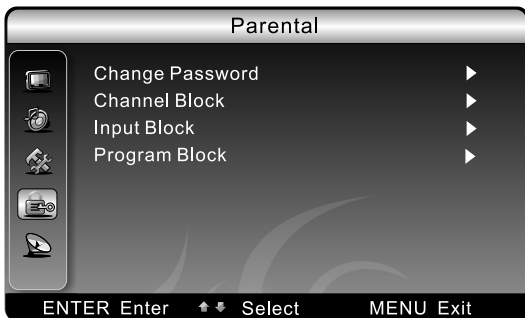 Parental
Change Password
Channel Block
Input Block
Program Block
ENTER Enter Select MENU Exit